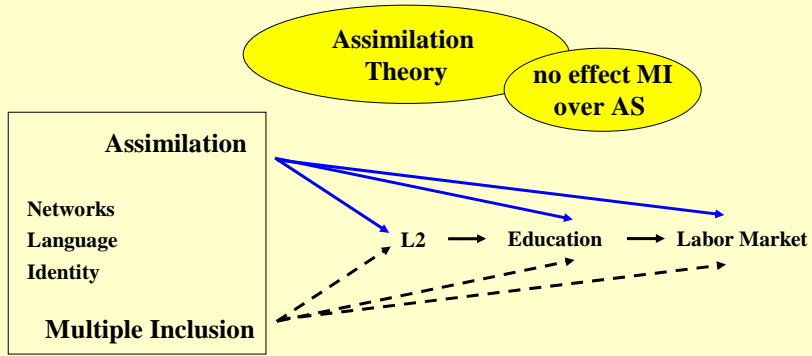 Assimilation
Theory
no effect MI
over AS
Assimilation
Networks
Language
Identity
L2
Education
Labor Market
Multiple Inclusion